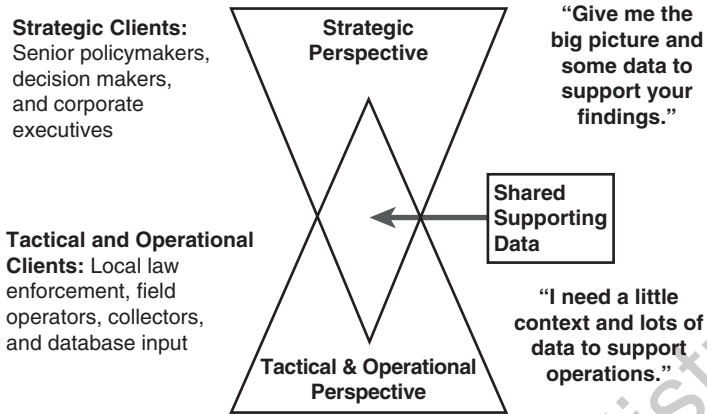 Strategic Clients:
Senior policymakers,
decision makers,
and corporate
executives
Strategic
Perspective
“Give me the
big picture and
some data to
support your
findings.”
Shared
Supporting
Data
Tactical and Operational
Clients: Local law
enforcement, field
operators, collectors,
and database input
Tactical & Operational
Perspective
“I need a little
context and lots of
data to support
operations.”